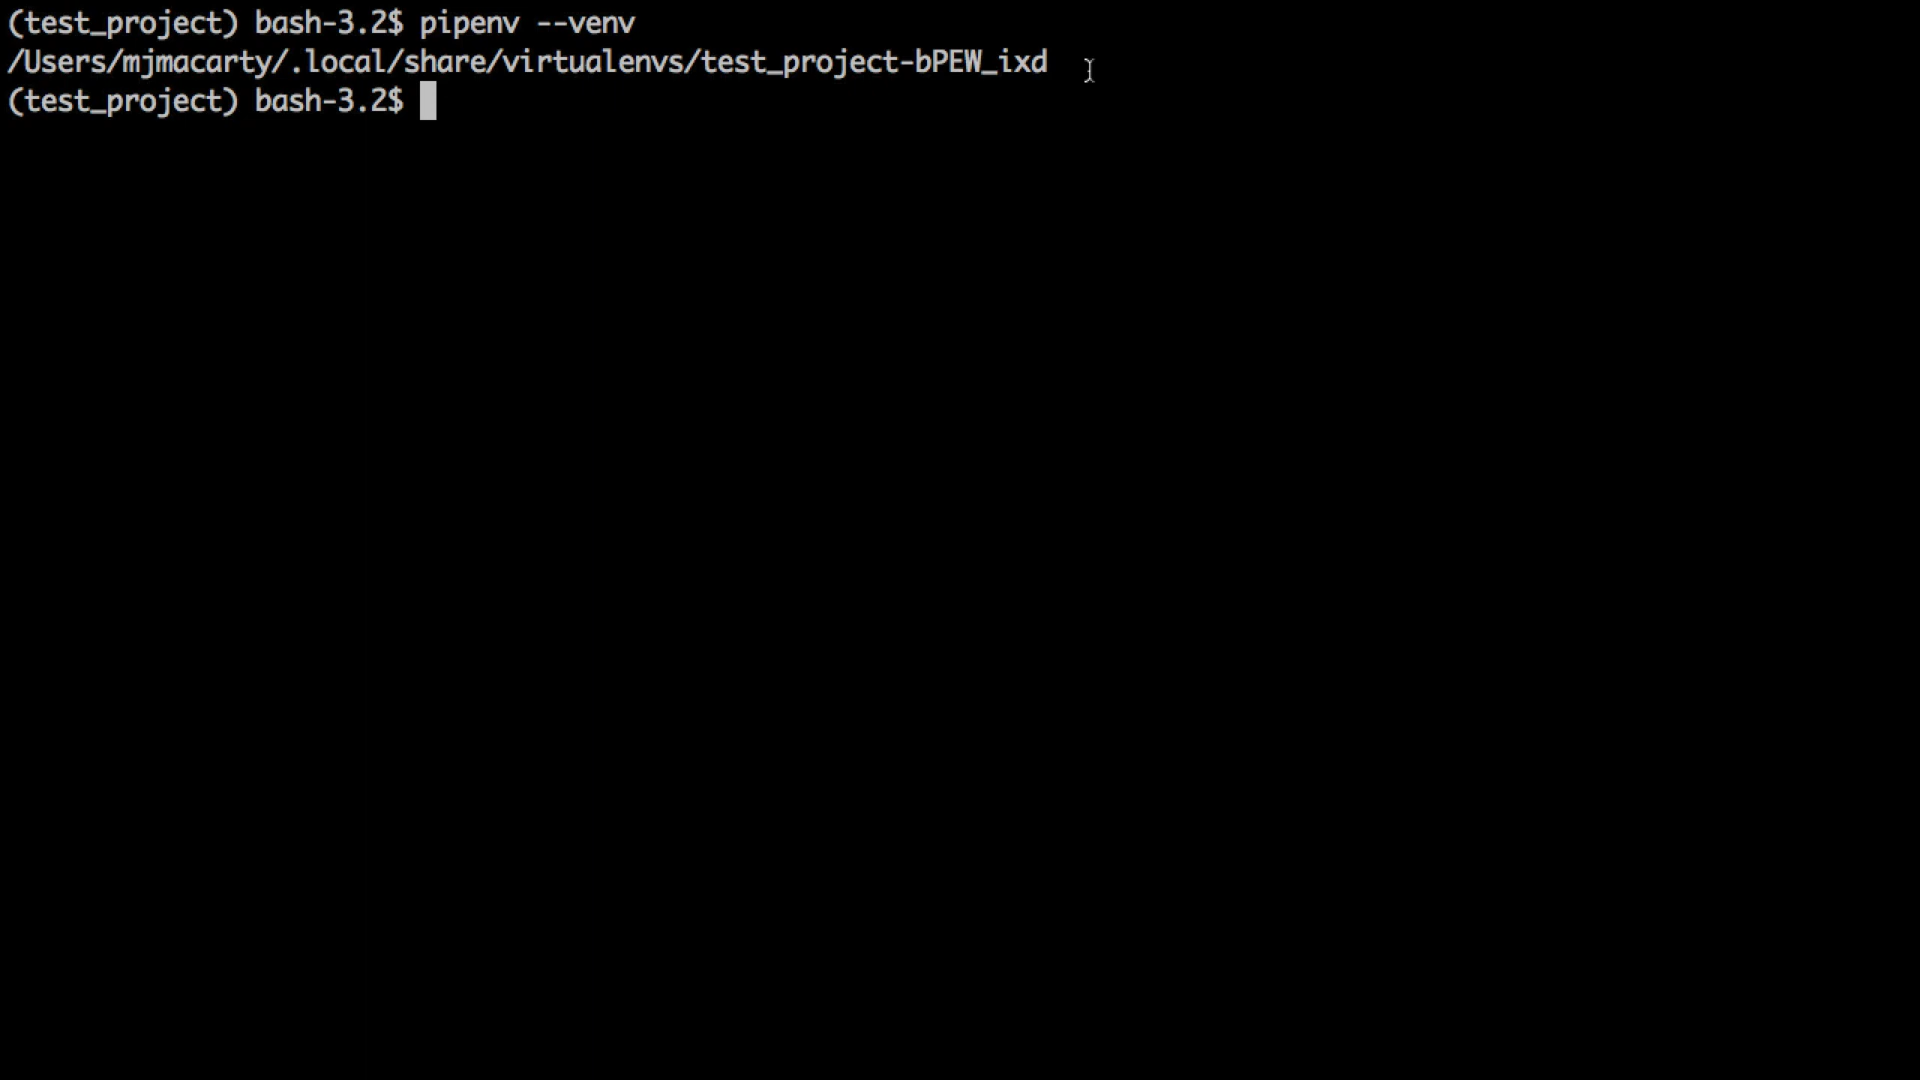 (test_project) bash-3.2$ pipenv --venv
/Users/mjmacarty/.local/share/virtualenvs/test_project-bPEW_ixd
(test_project) bash-3.2$